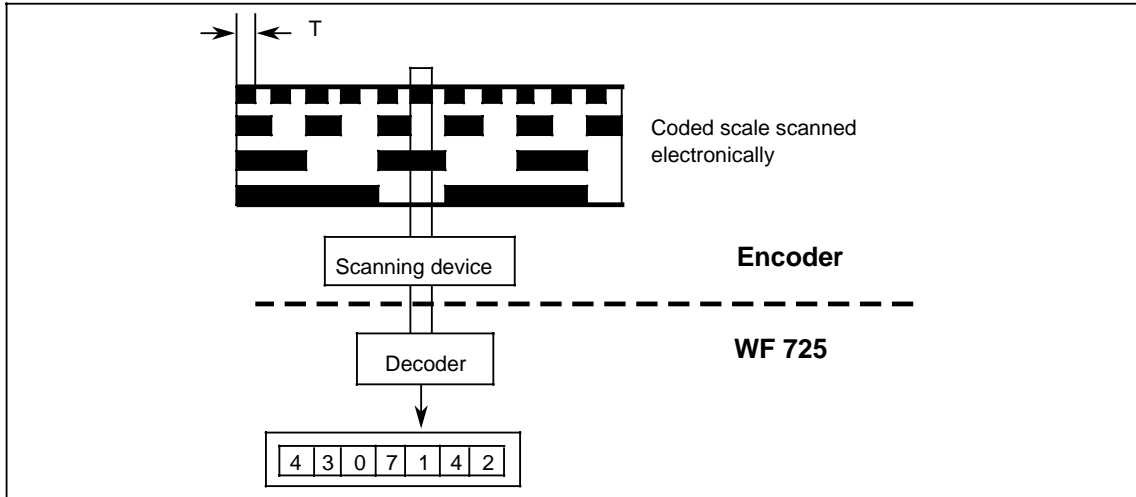 T
Coded scale scanned
electronically
Scanning device
Encoder
WF 725
Decoder
4 3 0 7 1 4 2